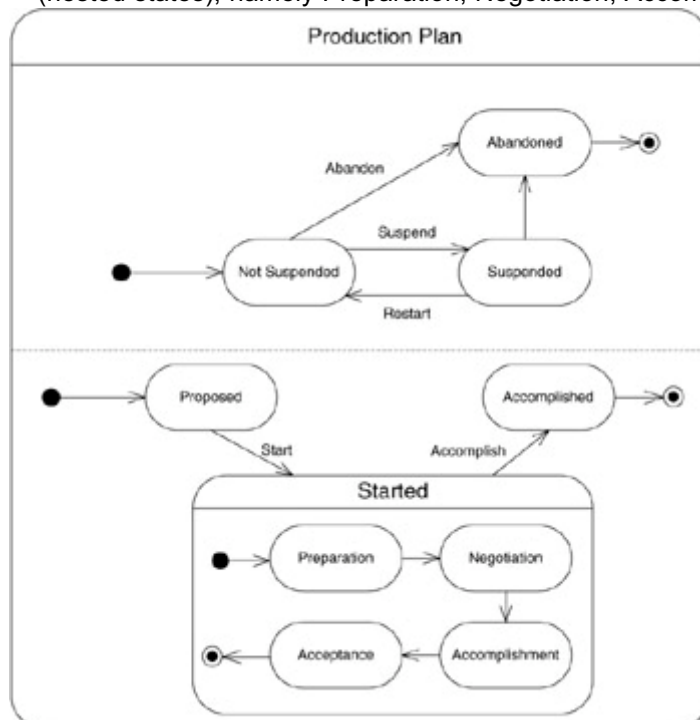 (nested states), namely Preparation, Negotiation,
Production Plan
Abandoned
Abandon
Suspend
Not Suspended
Suspended
Restart
Proposed
Accomplished
Start
Accomplish
Started
Preparation
Negotiation
Acceptance
Accomplishment